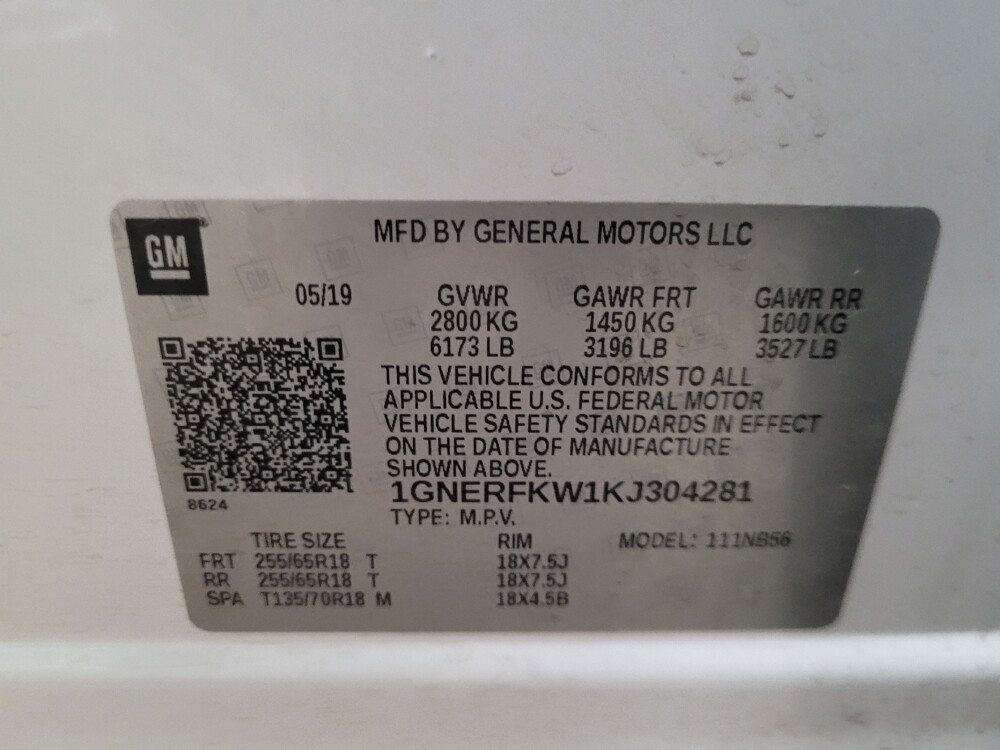 GM
MFD BY GENERAL MOTORS LLC
05/19 GVWR GAWR FRT GAWR RR
2800 KG 1450 KG 1600 KG
6173 LB 3196 LB 3527 LB
THIS VEHICLE CONFORMS TO ALL
APPLICABLE U.S. FEDERAL MOTOR
VEHICLE SAFETY STANDARDS IN EFFECT
ON THE DATE OF MANUFACTURE
SHOWN ABOVE.
1GNERFKW1KJ304281
8624
TYPE: M.P.V.
TIRE SIZE RIM MODEL: 111NB56
FRT 255/65R18 T 18X7.5J
RR 255/65R18 T 18X7.5J
SPA T135/70R18 M 18X4.5B